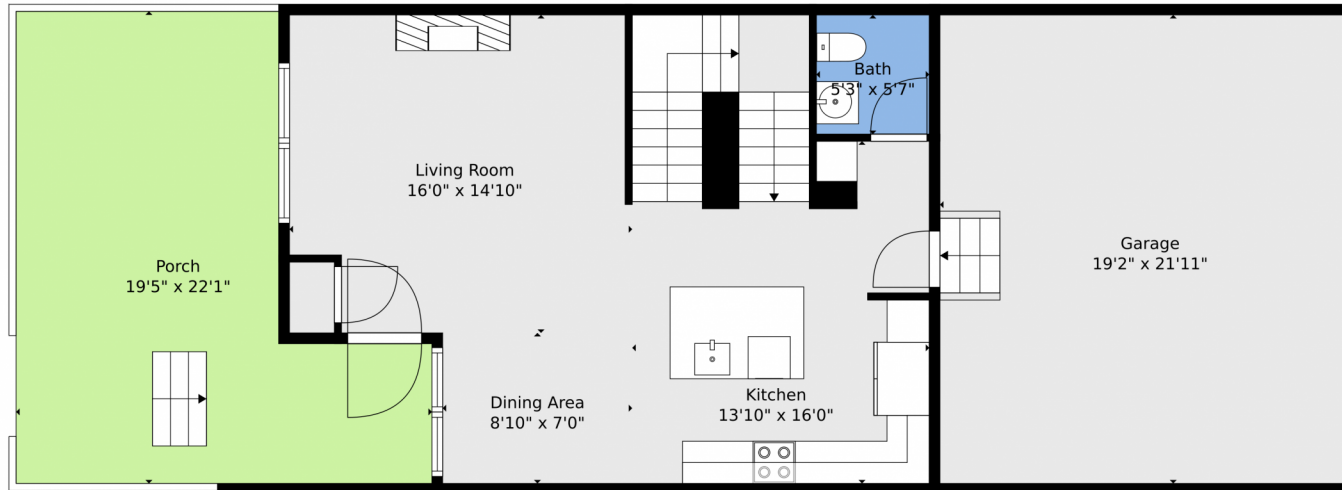 Bath
5'3" x 5'7"
Living Room
16'0" x 14'10"
Porch
19'5" x 22'1"
Garage
19'2" x 21'11"
Dining Area
8'10" x 7'0"
Kitchen
13'10" x 16'0"